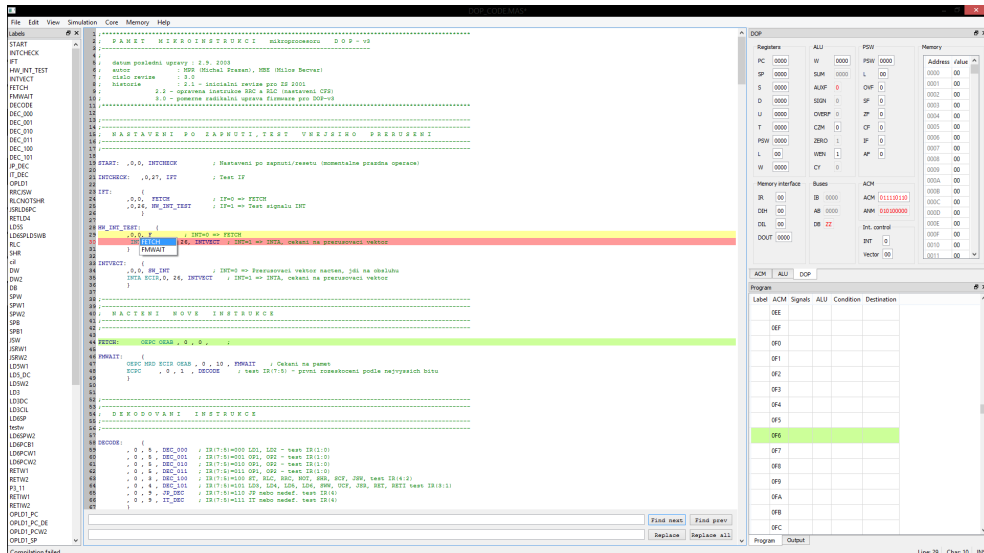 DOP_CODE.MAS*
File Edit View Simulation Core Memory Help
Labels
START
INTCHECK
IFT
HW_INT_TEST
INTVECT
FETCH
FMWAIT
DECODE
DEC_000
DEC_001
DEC_010
DEC_011
DEC_100
DEC_101
JP_DEC
IT_DEC
OPLD1
RRCJSW
RLCNOTSHR
JSRLD6PC
RETLD4
LD5S
LD6SPLD5WB
RLC
SHR
cil
DW
DW2
DB
SPW
SPW1
SPW2
SPB
SPB1
JSW
JSRW1
JSRW2
LD5W1
LD5_DC
LD5W2
LD3
LD3DC
LD3CIL
LD6SP
testw
LD6SPW2
LD6PCB1
LD6PCW1
LD6PCW2
RETW1
RETW2
P3_11
RETIW1
RETIW2
OPLD1_PC
OPLD1_PC_DE
OPLD1_PCW2
OPLD1_SP
; PAMET MIKROINSTRUKCI mikroprocesoru DOP-v3
; datum posledni upravy : 2.9. 2003
; autor : MPR (Michal Prazan), MBE (Milos Becvar)
; cislo revize : 3.0
; historie : 2.1 - inicialni revize pro ZS 2001
; 2.2 - opravena instrukce RRC a RLC (nastaveni CPS)
; 3.0 - pomerne radikalni uprava firmware pro DOP-v3
; NASTAVENI PO ZAPNUTI, TEST VNEJSIHO PRERUSENI
START: ,0,0, INTCHECK ; Nastaveni po zapnuti/resetu (momentalne prazdna operace)
INTCHECK: ,0,27, IFT ; Test IF
IFT: {
,0,0, FETCH ; IF=0 => FETCH
,0,26, HW_INT_TEST ; IF=1 => Test signalu INT
}
HW_INT_TEST: {
,0,0, F ; INT=0 => FETCH
INT FETCH ;26, INTVECT ; INT=1 => INTA, cekani na prerusovaci vektor
} FMWAIT
INTVECT: {
,0,0, SW_INT ; INT=0 => Prerusovaci vektor nacten, jdi na obsluhu
INTA ECIR,0, 26, INTVECT ; INT=1 => INTA, cekani na prerusovaci vektor
}
; NACTENI NOVE INSTRUKCE
FETCH: OEPC OEAB , 0 , 0 , ;
FMWAIT: {
OEPC MRD ECIR OEAB , 0 , 10 , FMWAIT ; Cekani na pamet
ECPC , 0 , 1 , DECODE ; test IR(7:5) - prvni rozeskoceni podle nejvyssich bitu
}
; DEKODOVANI INSTRUKCE
DECODE: {
, 0 , 5 , DEC_000 ; IR(7:5)=000 LD1, LD2 - test IR(1:0)
, 0 , 5 , DEC_001 ; IR(7:5)=001 OP1, OP2 - test IR(1:0)
, 0 , 5 , DEC_010 ; IR(7:5)=010 OP1, OP2 - test IR(1:0)
, 0 , 5 , DEC_011 ; IR(7:5)=011 OP1, OP2 - test IR(1:0)
, 0 , 3 , DEC_100 ; IR(7:5)=100 ST, RLC, RRC, NOT, SHR, SCF, JSW, test IR(4:2)
, 0 , 4 , DEC_101 ; IR(7:5)=101 LD3, LD4, LD5, LD6, SWW, UCF, JSR, RET, RETI test IR(3:1)
, 0 , 9 , JP_DEC ; IR(7:5)=110 JP nebo nedef. test IR(4)
, 0 , 9 , IT_DEC ; IR(7:5)=111 IT nebo nedef. test IR(4)
}
Find next Find prev
Replace Replace all
DOP
Registers ALU PSW Memory
PC 0000 W 0000 PSW 0000 Address /alue
SP 0000 SUM 0000 L 00 0000 00
S 0000 AUXF 0 OVF 0 0001 00
D 0000 SIGN 0 SF 0 0002 00
U 0000 OVERF 0 ZF 0 0003 00
T 0000 CZM 0 CF 0 0004 00
PSW 0000 ZERO 1 IF 0 0005 00
L 00 WEN 1 AF 0 0006 00
W 0000 CY 0 0007 00
0008 00
0009 00
000A 00
000B 00
000C 00
000D 00
000E 00
000F 00
0010 00
0011 00
Memory interface Buses ACM
IR 00 IB 0000 ACM 011110110
DIH 00 AB 0000 ANM 010100000
DIL 00 DB ZZ Int. control
DOUT 0000 INT 0
Vector 00
ACM ALU DOP
Program
Label ACM Signals ALU Condition Destination
0EE
0EF
0F0
0F1
0F2
0F3
0F4
0F5
0F6
0F7
0F8
0F9
0FA
0FB
0FC
Program Output
Compilation failed
Line: 29 Char: 10 INS